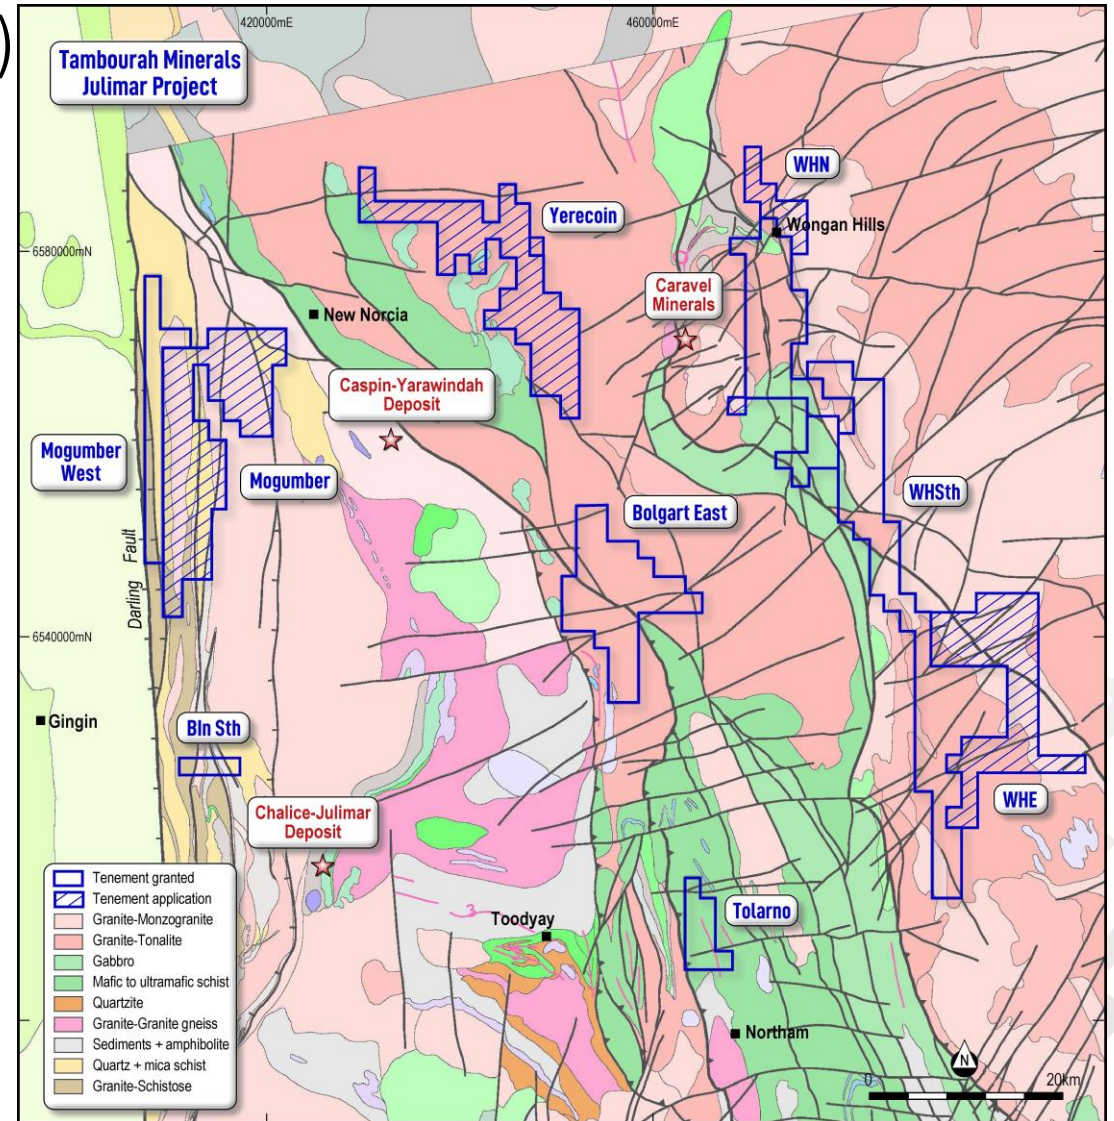 )
420000mE
460000mE
Tambourah Minerals
Julimar Project
WHN
Yerecoin
Wongan Hills
6580000mN
Caravel
Minerals
New Norcia
Caspin-Yarawindah
Deposit
Mogumber
West
Mogumber
WHSth
Bolgart East
Darling Fault
6540000mN
Gingin
Bln Sth
WHE
Chalice-Julimar
Deposit
Tenement granted
Tenement application
Granite-Monzogranite
Granite-Tonalite
Gabbro
Mafic to ultramafic schist
Quartzite
Granite-Granite gneiss
Sediments + amphibolite
Quartz + mica schist
Granite-Schistose
Toodyay
Tolarno
Northam
N
0
20km